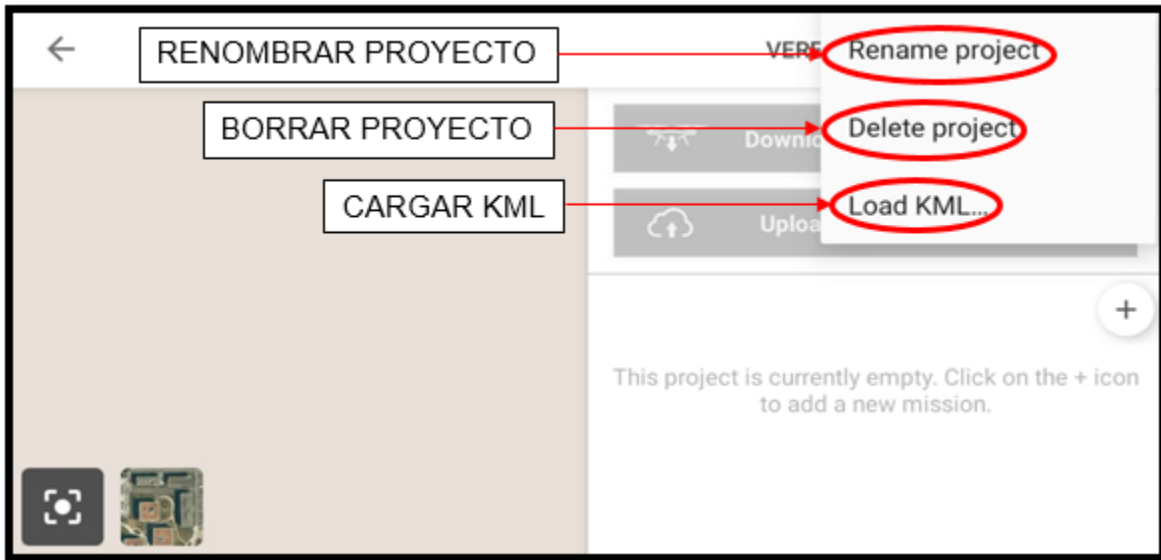 RENOMBRAR PROYECTO
Rename project
BORRAR PROYECTO
Delete project
CARGAR KML
Load KML...
This project is currently empty. Click on the + icon
to add a new mission.